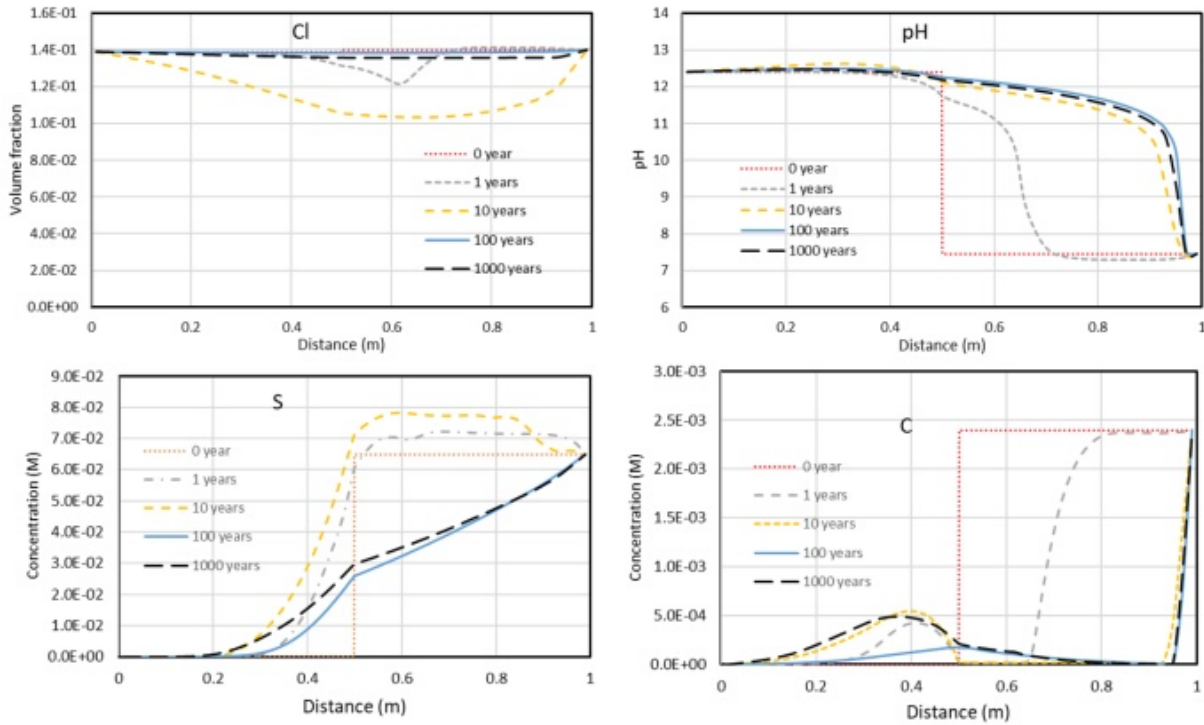 Cl
1.6E-01
1.4E-01
1.2E-01
1.0E-01
8.0E-02
6.0E-02
4.0E-02
2.0E-02
0.0E+00
Volume fraction
0 year
1 years
10 years
100 years
1000 years
0 0.2 0.4 0.6 0.8 1
Distance (m)
pH
14
13
12
11
10
9
8
7
6
pH
0 year
1 years
10 years
100 years
1000 years
0 0.2 0.4 0.6 0.8 1
Distance (m)
S
9.0E-02
8.0E-02
7.0E-02
6.0E-02
5.0E-02
4.0E-02
3.0E-02
2.0E-02
1.0E-02
0.0E+00
Concentration (M)
0 year
1 years
10 years
100 years
1000 years
0 0.2 0.4 0.6 0.8 1
Distance (m)
C
3.0E-03
2.5E-03
2.0E-03
1.5E-03
1.0E-03
5.0E-04
0.0E+00
Concentration (M)
0 year
1 years
10 years
100 years
1000 years
0 0.2 0.4 0.6 0.8 1
Distance (m)